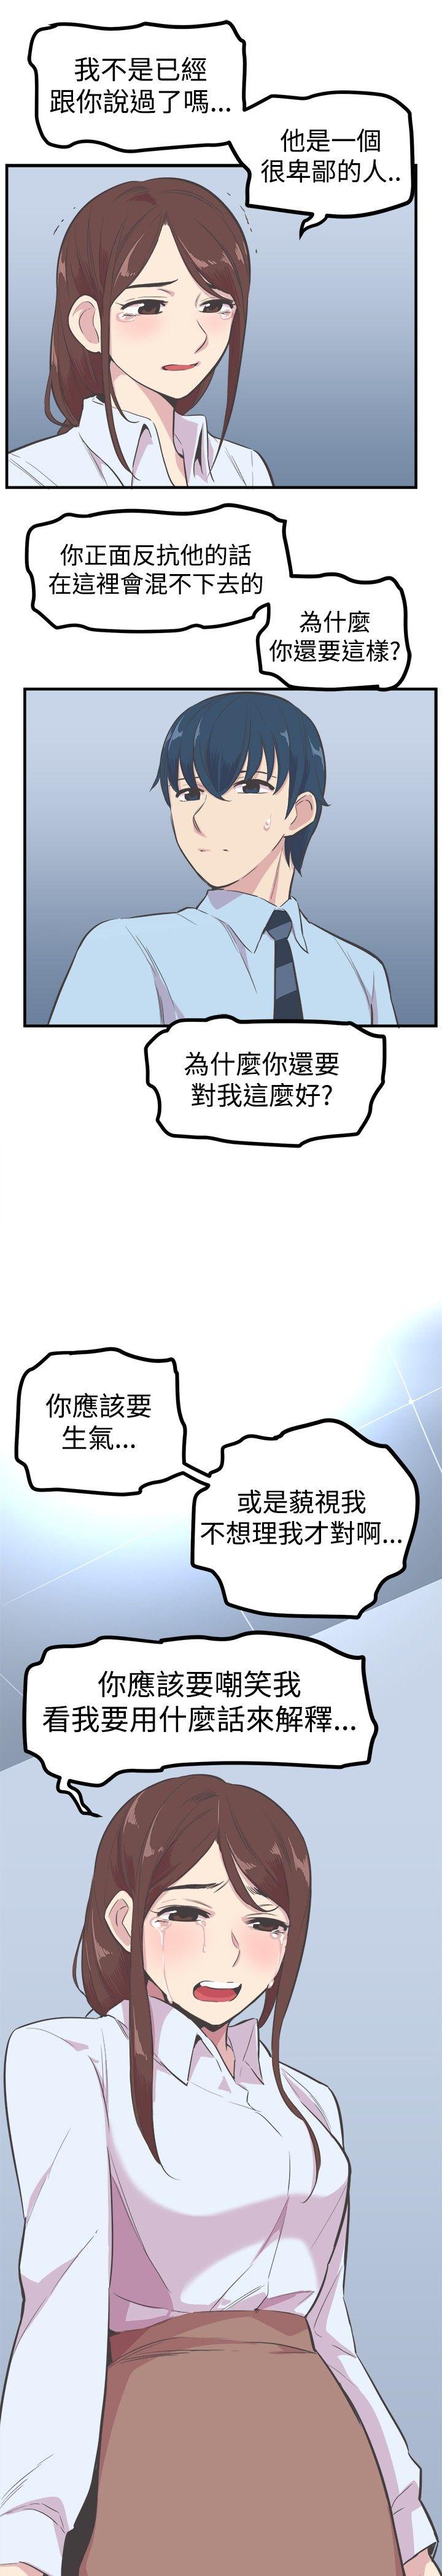 我不是已經
跟你說過了嗎...
他是一個
很卑鄙的人..
你正面反抗他的話
在這裡會混不下去的
為什麼
你還要這樣?
為什麼你還要
對我這麼好?
你應該要
生氣...
或是藐視我
不想理我才對啊...
你應該要嘲笑我
看我要用什麼話來解釋...